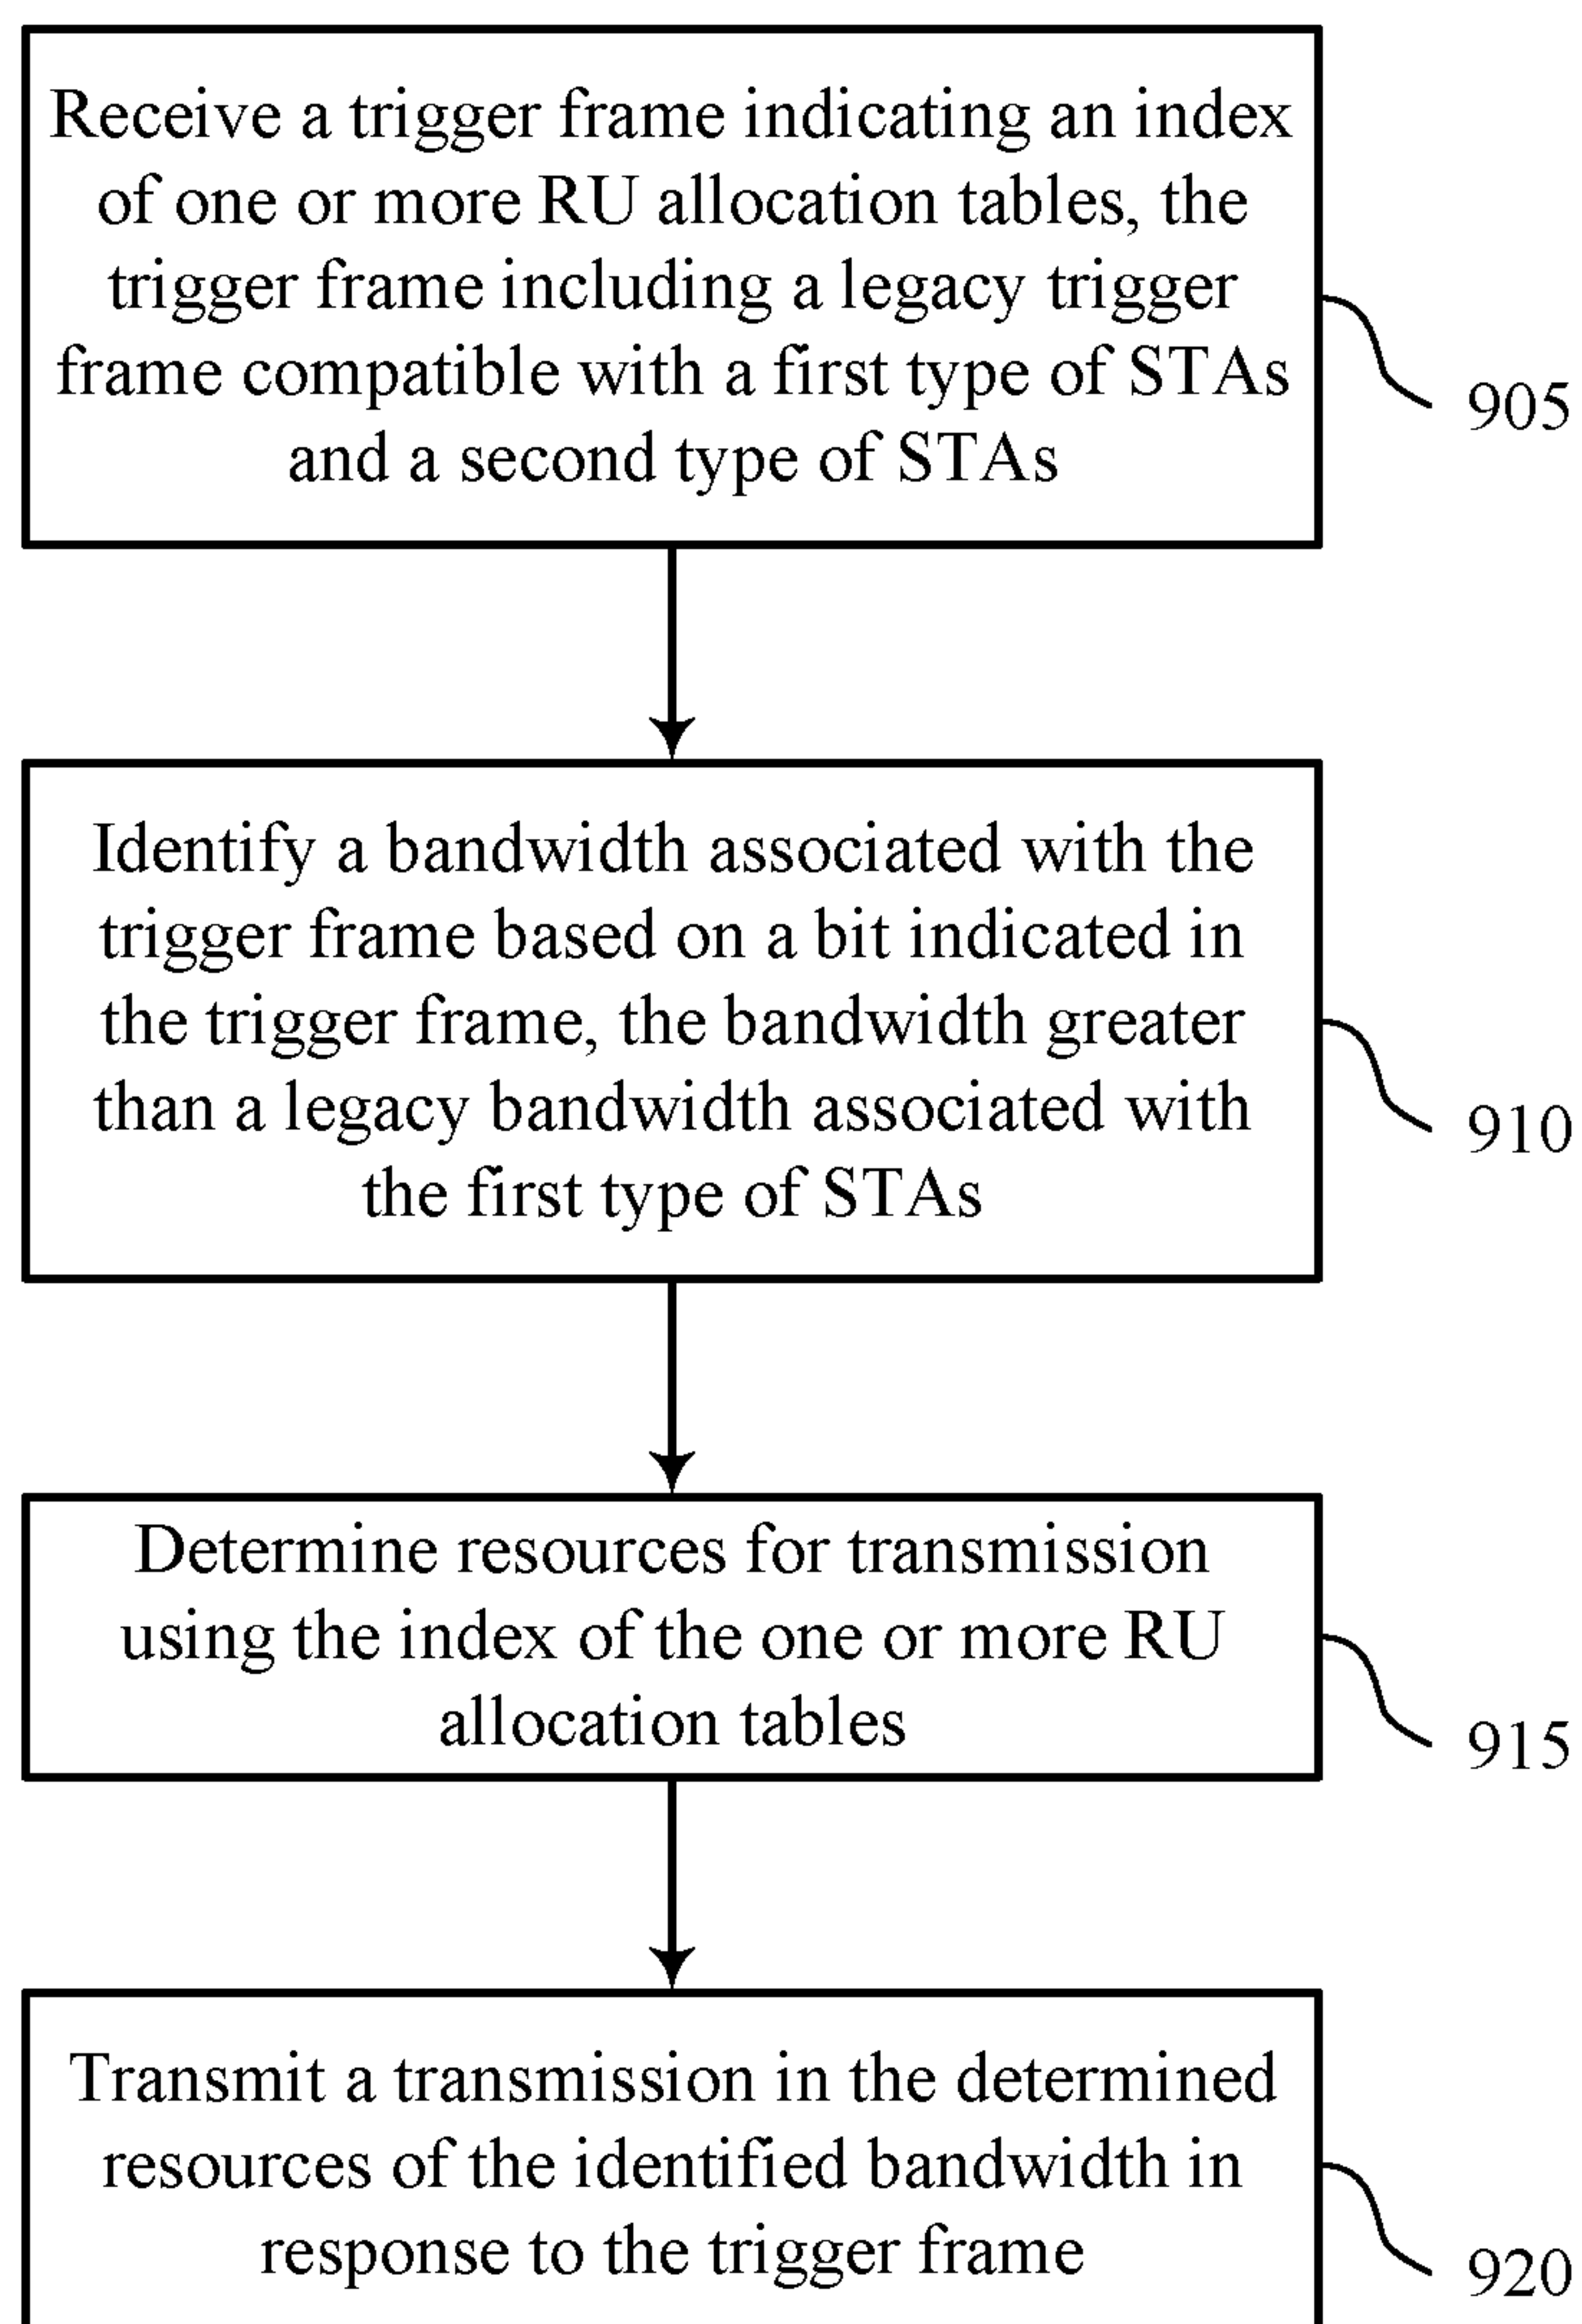 Receive a trigger frame indicating an index
of one or more RU allocation tables, the
trigger frame including a legacy trigger
frame compatible with a first type of STAs
and a second type of STAs
905
Identify a bandwidth associated with the
trigger frame based on a bit indicated in
the trigger frame, the bandwidth greater
than a legacy bandwidth associated with
the first type of STAs
910
Determine resources for transmission
using the index of the one or more RU
allocation tables
915
Transmit a transmission in the determined
resources of the identified bandwidth in
response to the trigger frame
920